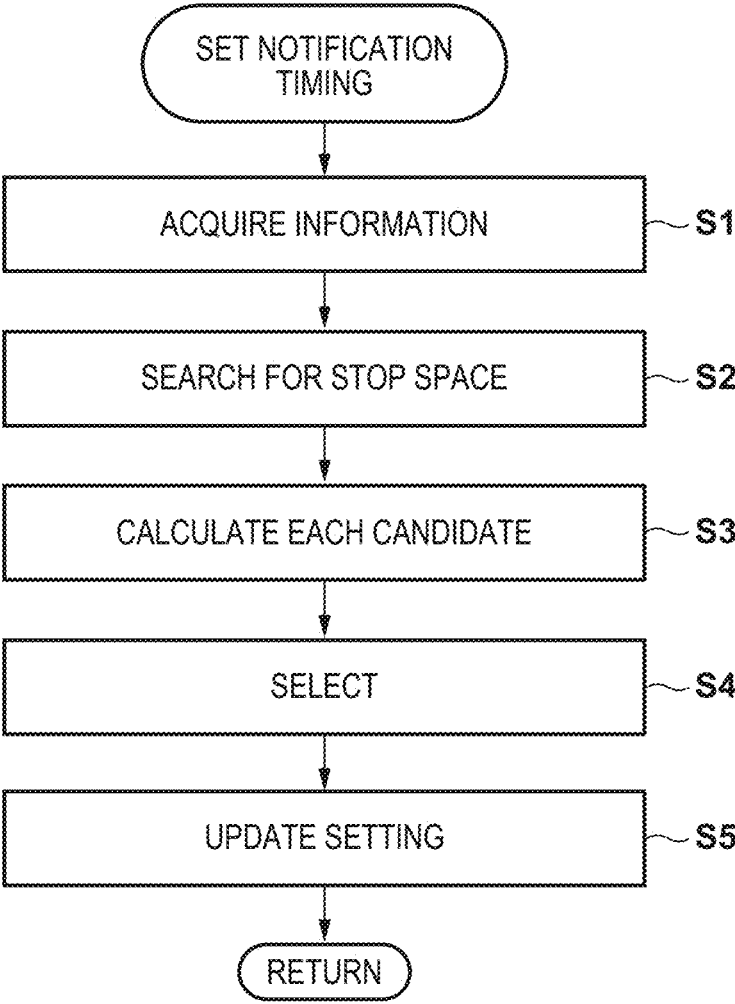 SET NOTIFICATION
TIMING
ACQUIRE INFORMATION
S1
SEARCH FOR STOP SPACE
S2
CALCULATE EACH CANDIDATE
S3
SELECT
S4
UPDATE SETTING
S5
RETURN